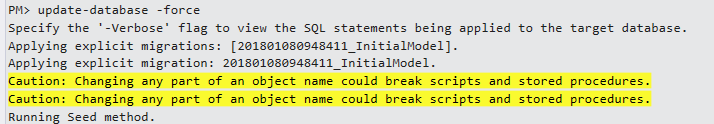 PM> update-database -force
Specify the '-Verbose' flag to view the SQL statements being applied to the target database.
Applying explicit migrations: [201801080948411_InitialModel].
Applying explicit migration: 201801080948411_InitialModel.
Caution: Changing any part of an object name could break scripts and stored procedures.
Caution: Changing any part of an object name could break scripts and stored procedures.
Running Seed method.